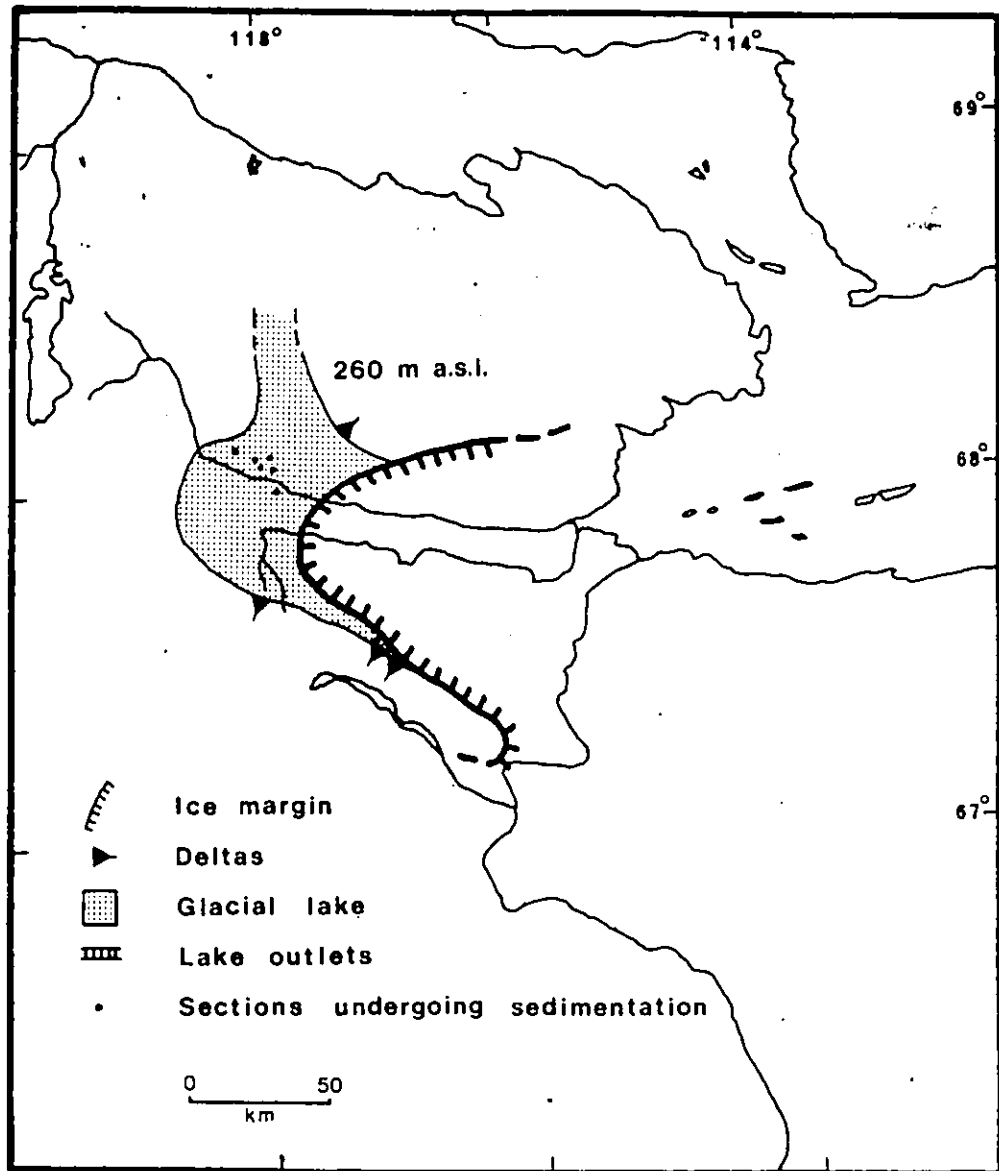 118°
114°
69°
260 m a.s.l.
68°
67°
Ice margin
Deltas
Glacial lake
Lake outlets
Sections undergoing sedimentation
0 50
km